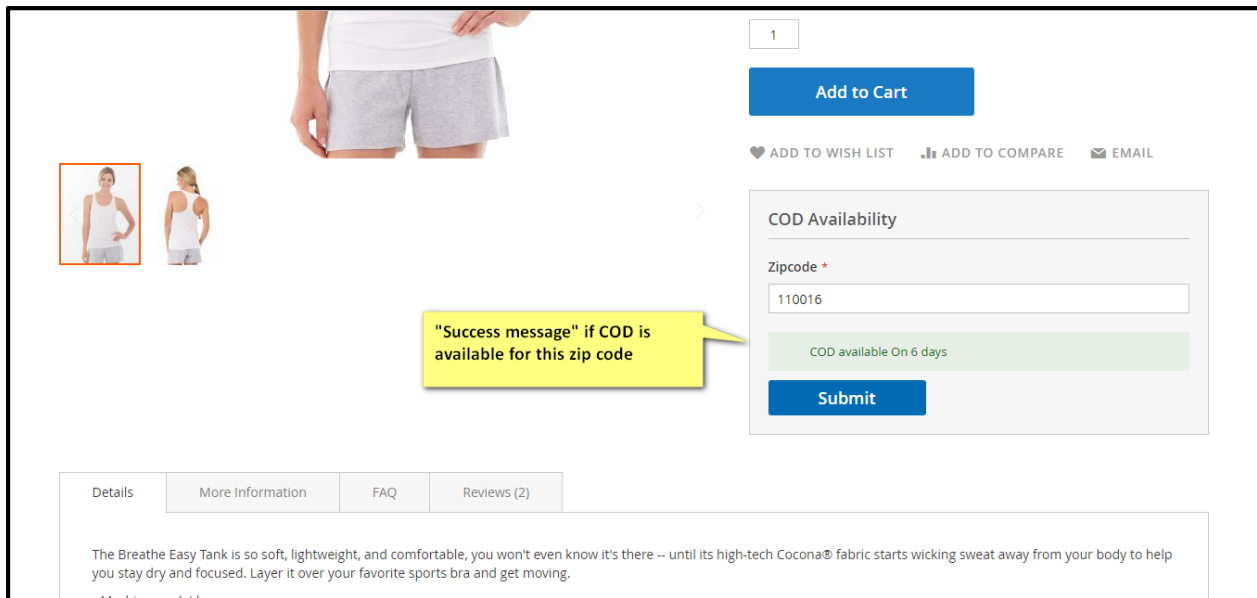 1
Add to Cart
ADD TO WISH LIST ADD TO COMPARE EMAIL
COD Availability
Zipcode *
110016
"Success message" if COD is
available for this zip code
COD available On 6 days
Submit
Details More Information FAQ Reviews (2)
The Breathe Easy Tank is so soft, lightweight, and comfortable, you won't even know it's there -- until its high-tech Cocona® fabric starts wicking sweat away from your body to help
you stay dry and focused. Layer it over your favorite sports bra and get moving.